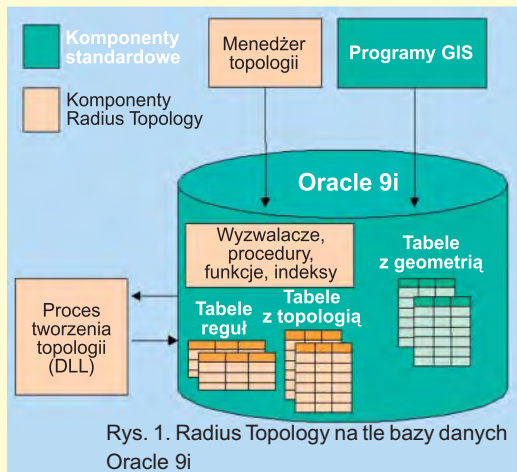 Komponenty
standardowe
Komponenty
Radius Topology
Menedżer
topologii
Programy GIS
Oracle 9i
Wyzwalacze,
procedury,
funkcje, indeksy
Tabele
z geometrią
Tabele
reguł
Tabele
z topologią
Proces
tworzenia
topologii
(DLL)
Rys. 1. Radius Topology na tle bazy danych
Oracle 9i